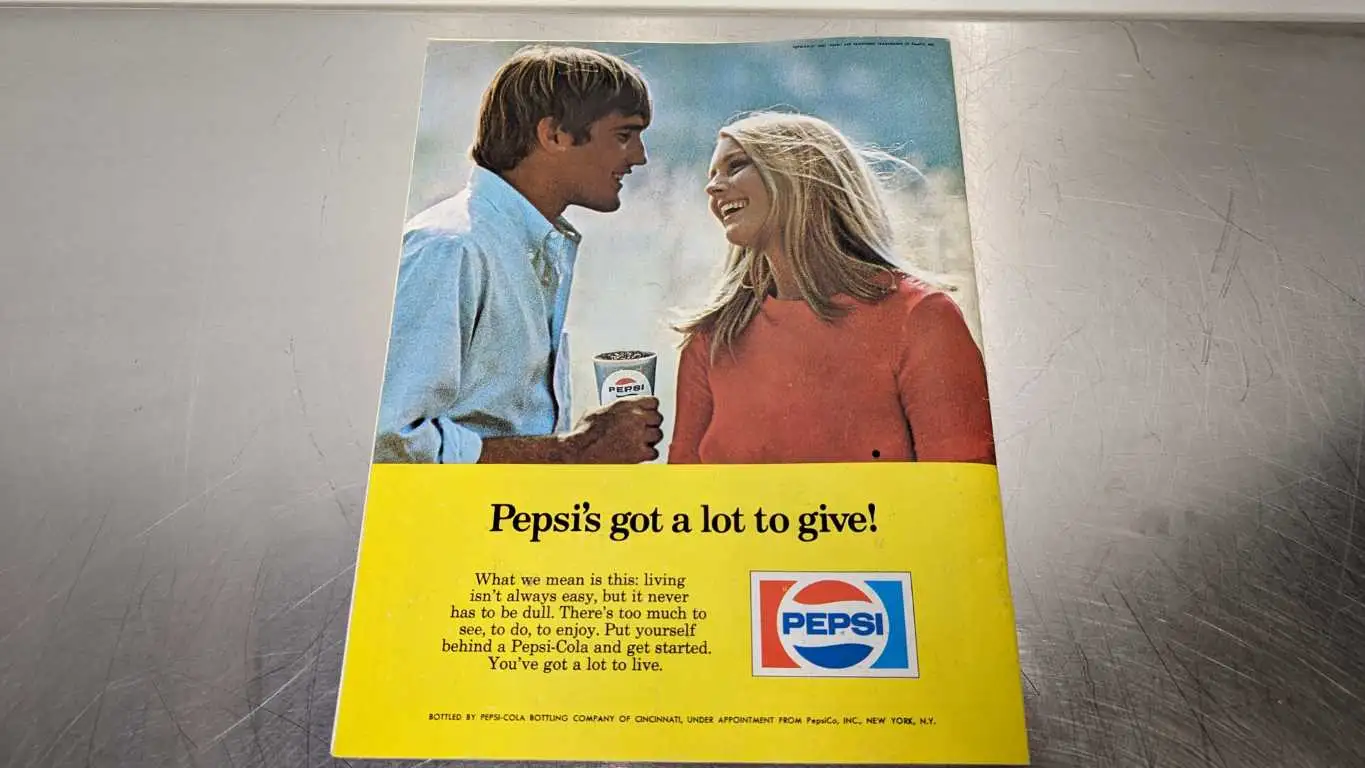 PEPSI
Pepsi's got a lot to give!
What we mean is this: living
isn't always easy, but it never
has to be dull. There's too much to
see, to do, to enjoy. Put yourself
behind a Pepsi-Cola and get started.
You've got a lot to live.
PEPSI
BOTTLED BY PEPSI-COLA BOTTLING COMPANY OF CINCINNATI, UNDER APPOINTMENT FROM PepsiCo, INC., NEW YORK, N.Y.